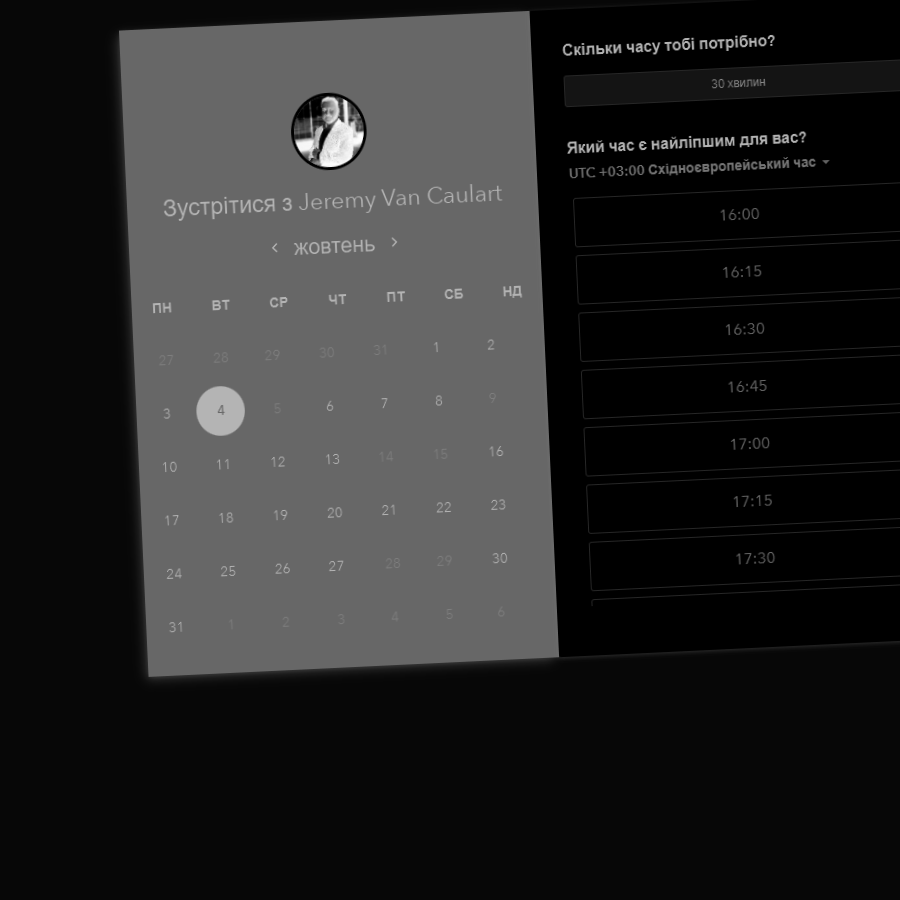 Зустрітися з Jeremy Van Caulart
жовтень
ПН ВТ СР ЧТ ПТ СБ НД
27 28 29 30 31 1 2
3 4 5 6 7 8 9
10 11 12 13 14 15 16
17 18 19 20 21 22 23
24 25 26 27 28 29 30
31 1 2 3 4 5 6
Скільки часу тобі потрібно?
30 хвилин
Який час є найліпшим для вас?
UTC +03:00 Східноєвропейський час
16:00
16:15
16:30
16:45
17:00
17:15
17:30